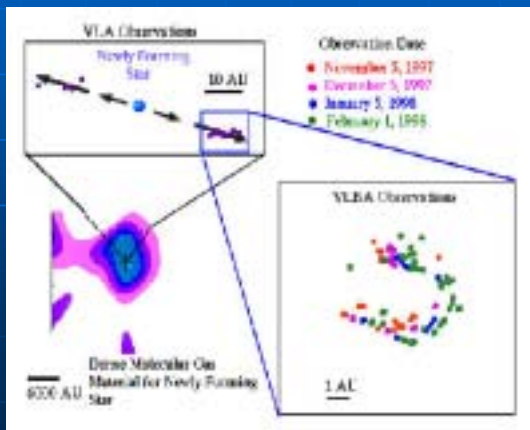 VLA Observations
Newly Forming
Star
10 AU
Observation Date
November 5, 1997
December 5, 1997
January 5, 1998
February 1, 1998
VLBA Observations
1 AU
6000 AU
Dense Molecular Gas
Material for Newly Forming
Star